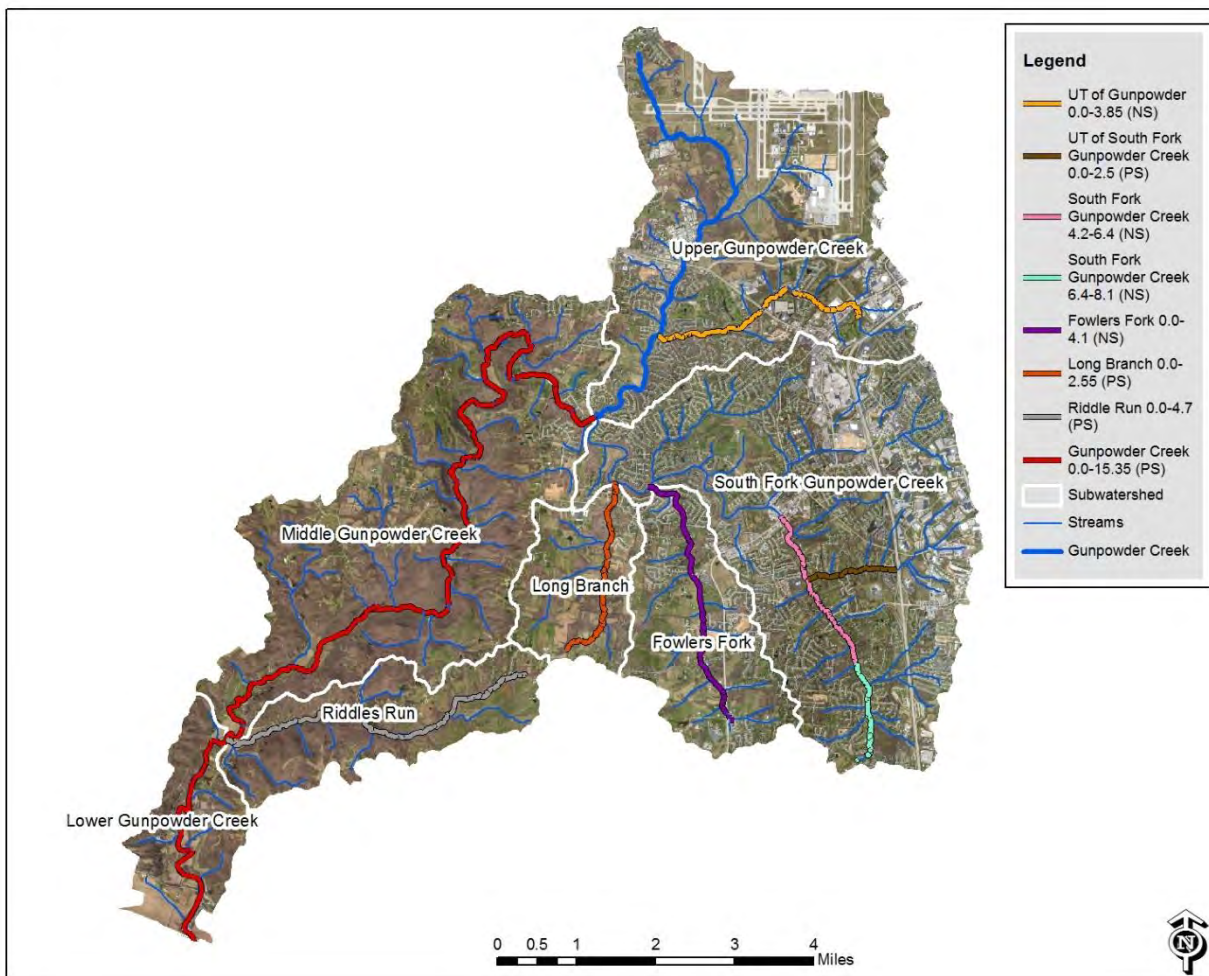 Legend
UT of Gunpowder
0.0-3.85 (NS)
UT of South Fork
Gunpowder Creek
0.0-2.5 (PS)
South Fork
Gunpowder Creek
4.2-6.4 (NS)
South Fork
Gunpowder Creek
6.4-8.1 (NS)
Fowlers Fork 0.0-
4.1 (NS)
Long Branch 0.0-
2.55 (PS)
Riddle Run 0.0-4.7
(PS)
Gunpowder Creek
0.0-15.35 (PS)
Subwatershed
Streams
Gunpowder Creek
Upper Gunpowder Creek
South Fork Gunpowder Creek
Middle Gunpowder Creek
Long Branch
Fowlers Fork
Riddles Run
Lower Gunpowder Creek
0 0.5 1 2 3 4
Miles
N